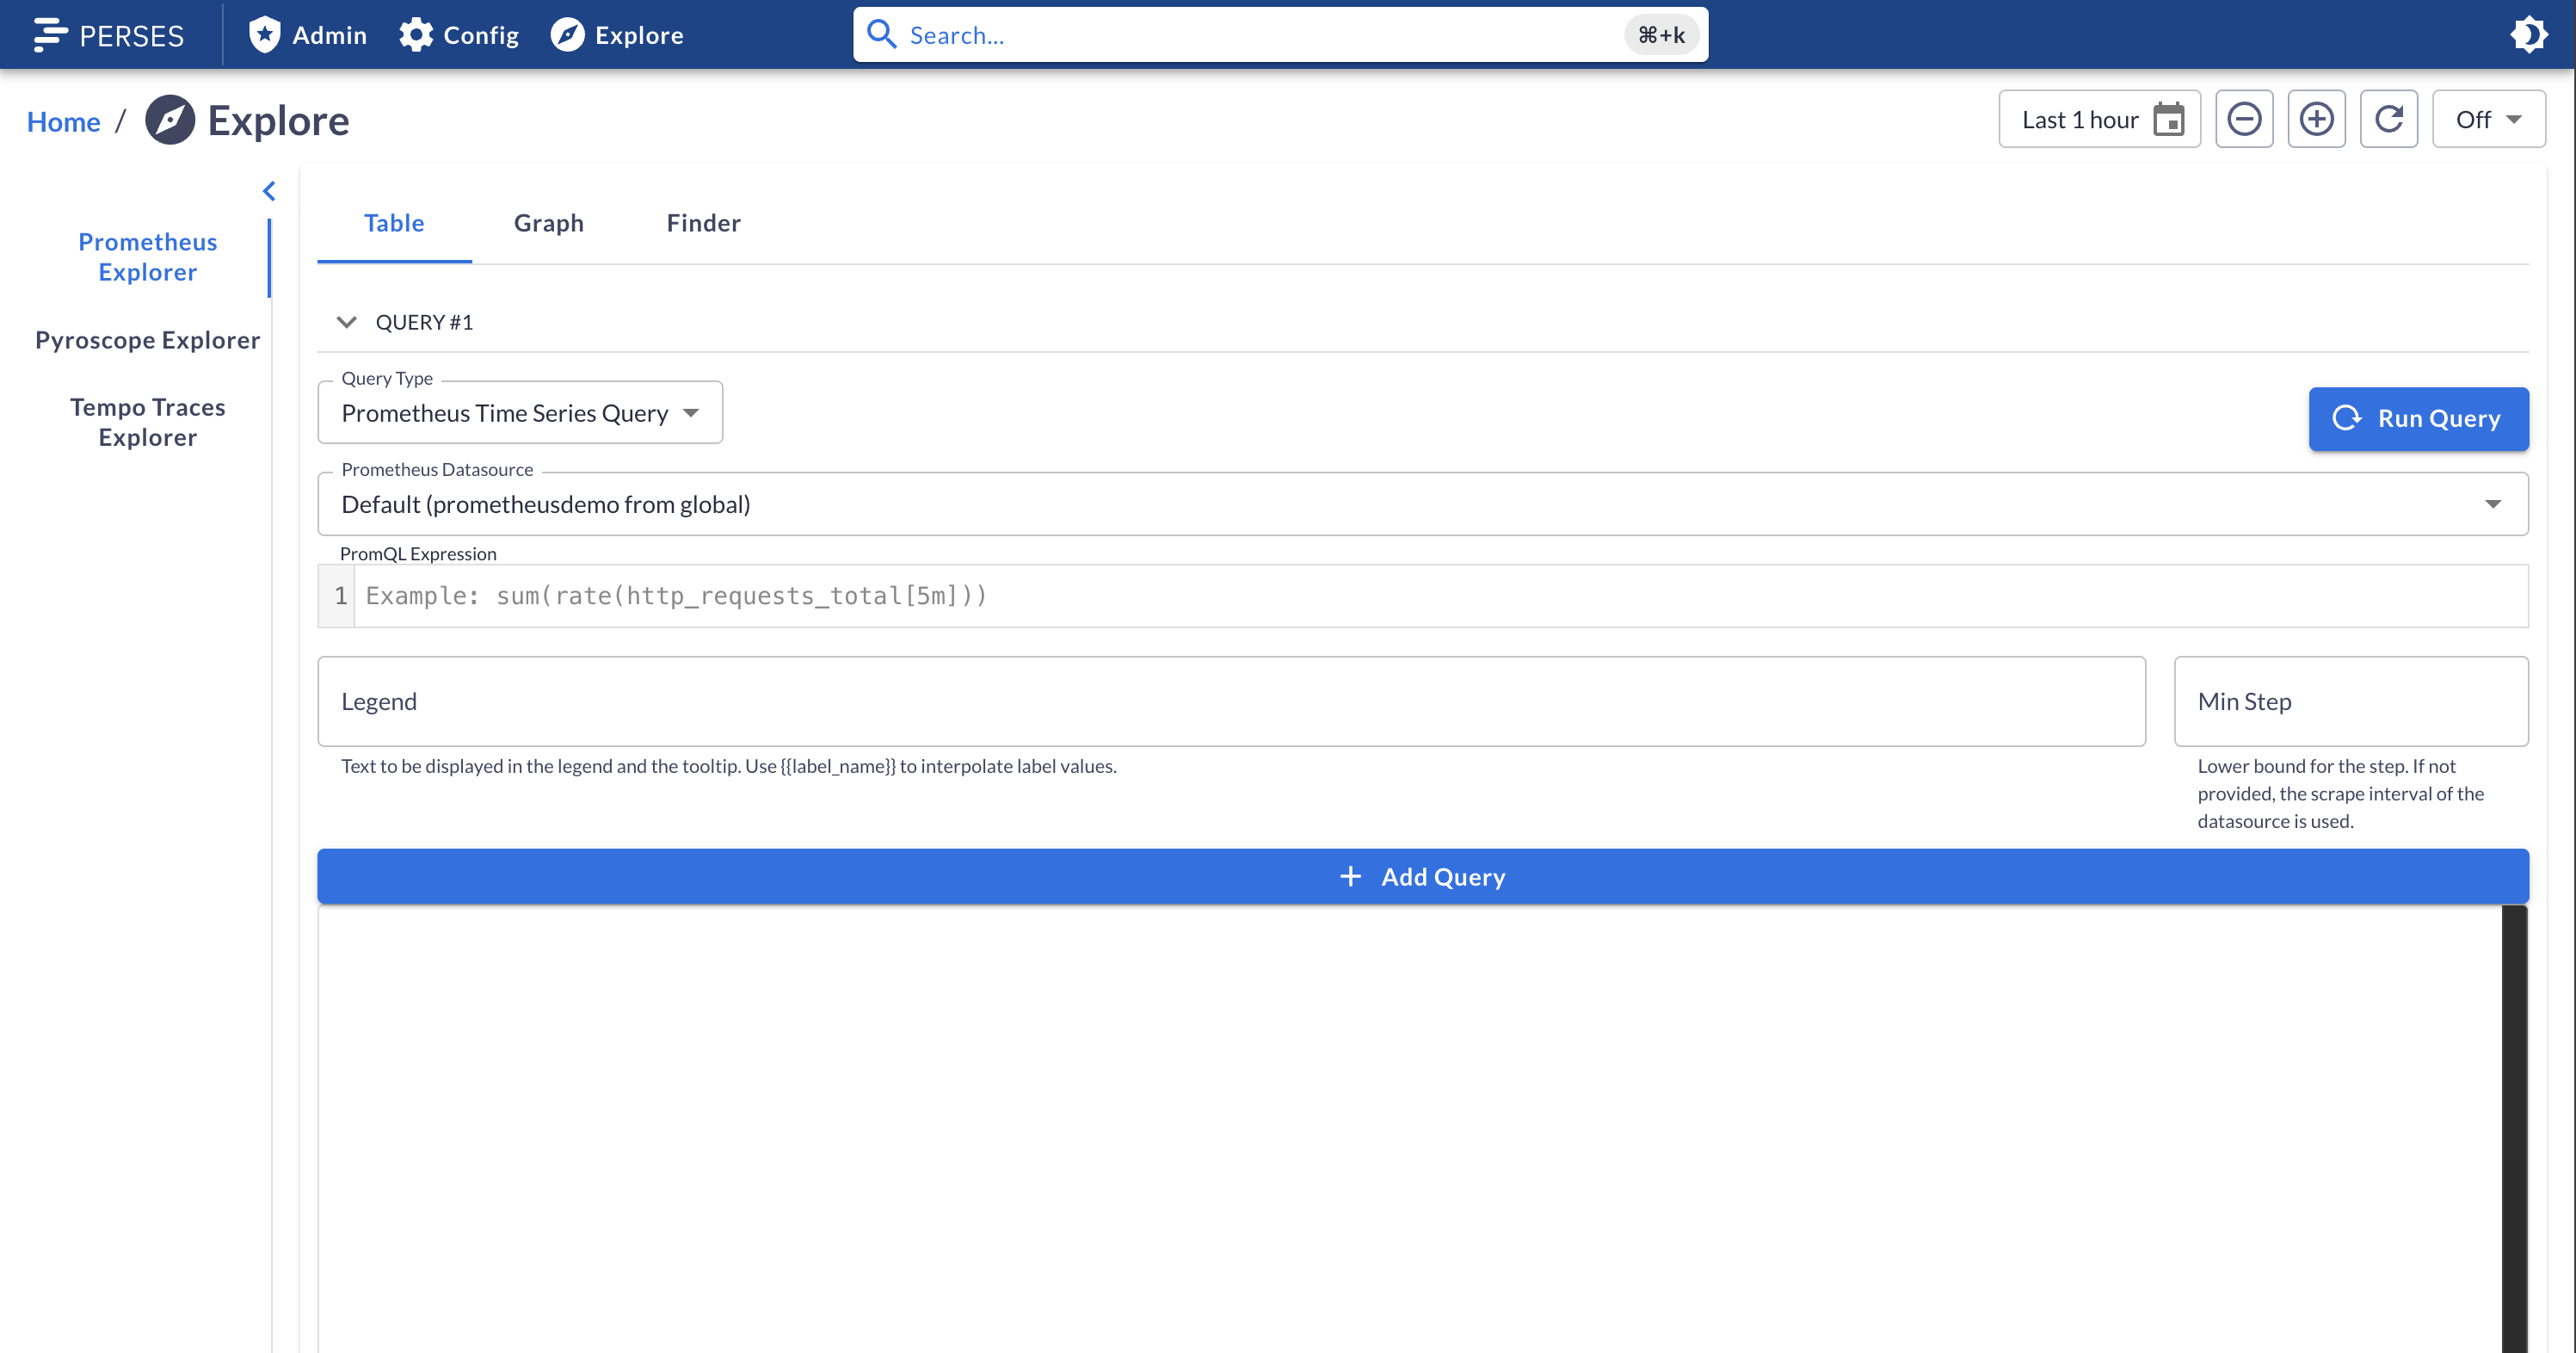 PERSES
Admin
Config
Explore
Search...
⌘+k
Home / Explore
Last 1 hour
Off
Prometheus
Explorer
Pyroscope Explorer
Tempo Traces
Explorer
Table
Graph
Finder
QUERY #1
Query Type
Prometheus Time Series Query
Run Query
Prometheus Datasource
Default (prometheusdemo from global)
PromQL Expression
1 Example: sum(rate(http_requests_total[5m]))
Legend
Text to be displayed in the legend and the tooltip. Use {{label_name}} to interpolate label values.
Min Step
Lower bound for the step. If not
provided, the scrape interval of the
datasource is used.
+ Add Query